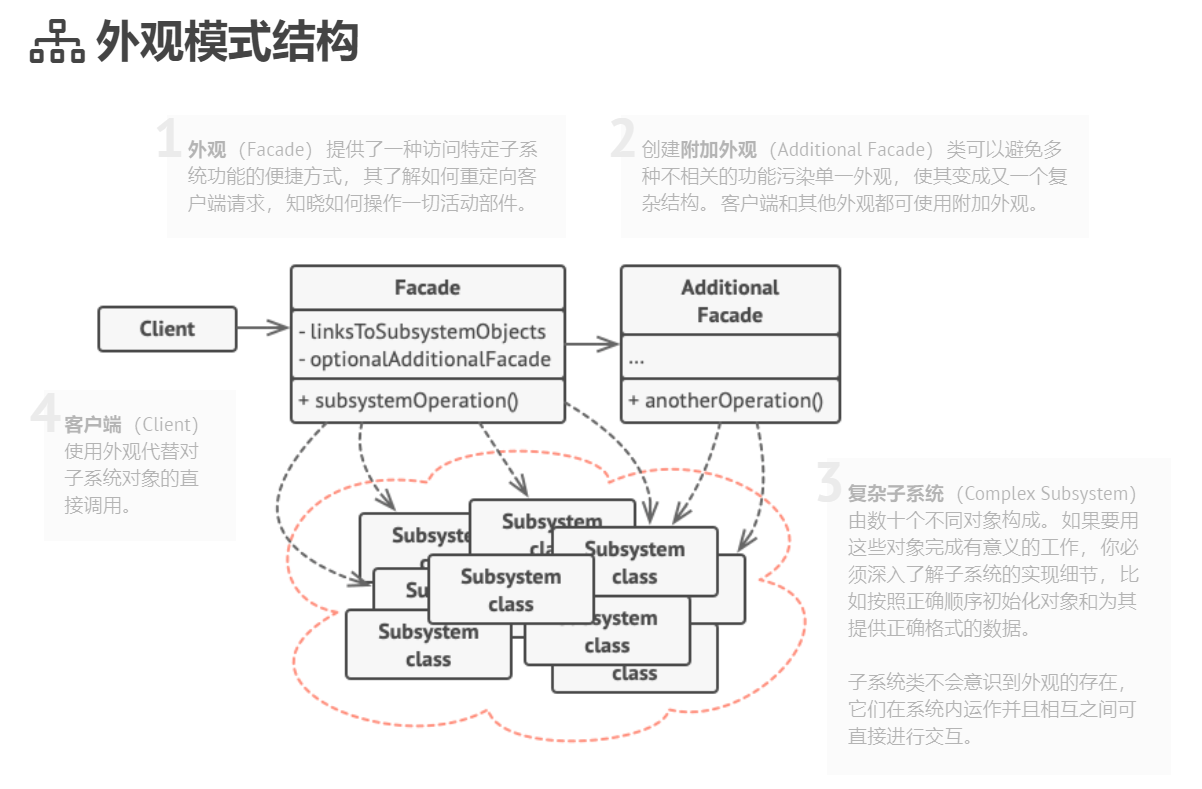 外观模式结构
1
外观（Facade）提供了一种访问特定子系
统功能的便捷方式，其了解如何重定向客
户端请求，知晓如何操作一切活动部件。
2
创建附加外观（Additional Facade）类可以避免多
种不相关的功能污染单一外观，使其变成又一个复
杂结构。客户端和其他外观都可使用附加外观。
Client
Facade
- linksToSubsystemObjects
- optionalAdditionalFacade
+ subsystemOperation()
Additional
Facade
...
+ anotherOperation()
4
客户端（Client）
使用外观代替对
子系统对象的直
接调用。
Subsystem
Subsystem
class
Subsystem
class
Subsystem
class
class
3
复杂子系统（Complex Subsystem）
由数十个不同对象构成。如果要用
这些对象完成有意义的工作，你必
须深入了解子系统的实现细节，比
如按照正确顺序初始化对象和为其
提供正确格式的数据。
子系统类不会意识到外观的存在，
它们在系统内运作并且相互之间可
直接进行交互。